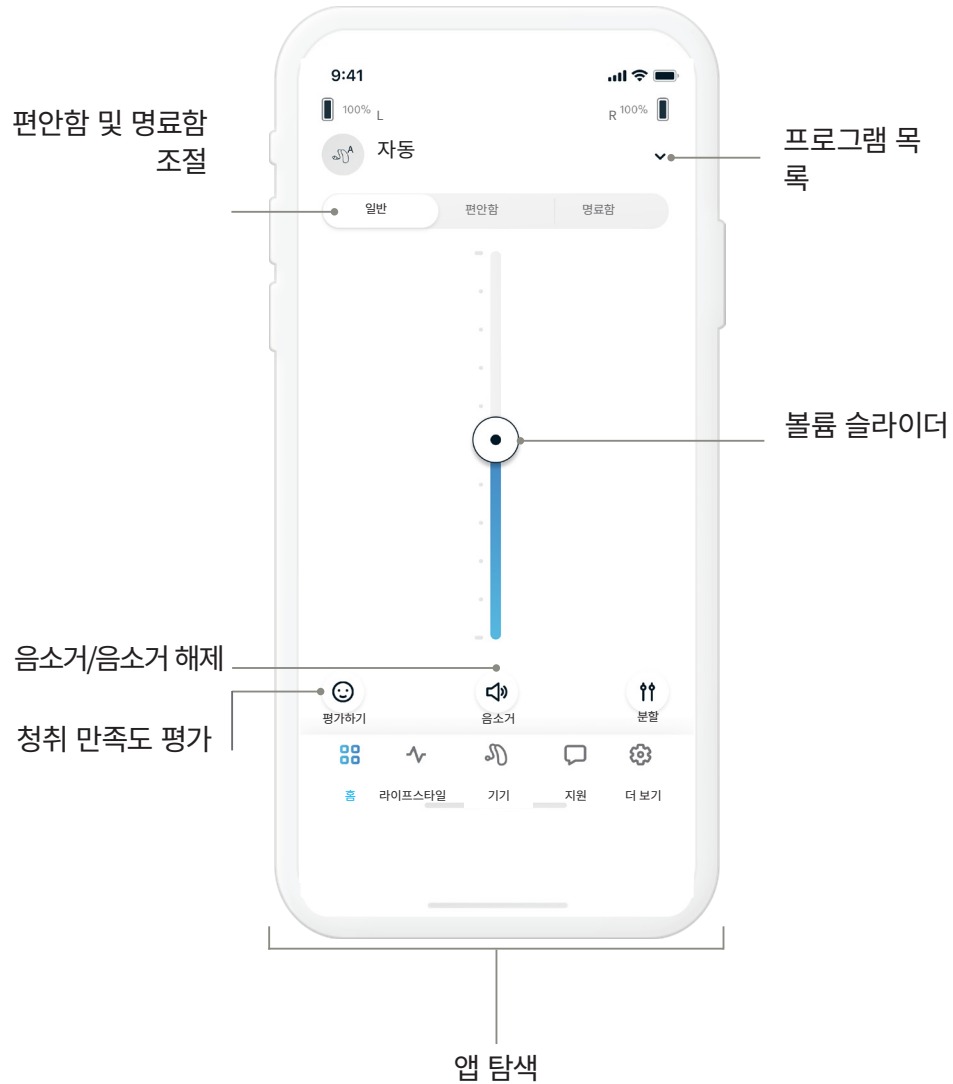 9:41
100% L
R 100%
편안함 및 명료함
조절
자동
프로그램 목
록
일반
편안함
명료함
볼륨 슬라이더
음소거/음소거 해제
청취 만족도 평가
평가하기
음소거
분할
홈
라이프스타일
기기
지원
더 보기
앱 탐색